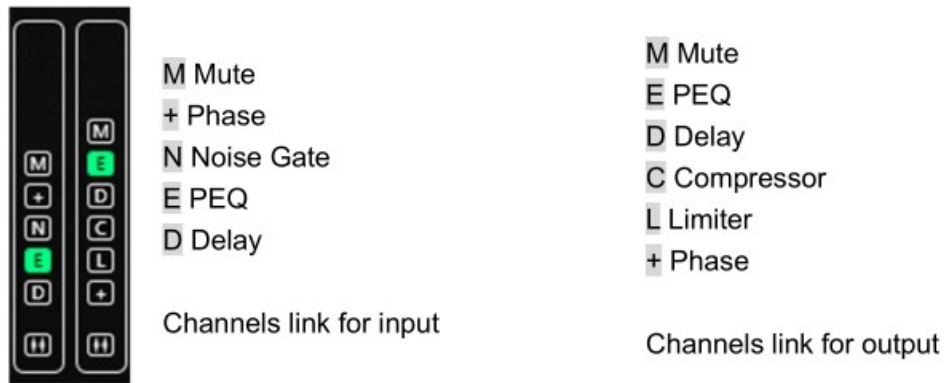 M
+
N
E
D
M
E
D
C
L
+
M Mute
+ Phase
N Noise Gate
E PEQ
D Delay
Channels link for input
M Mute
E PEQ
D Delay
C Compressor
L Limiter
+ Phase
Channels link for output